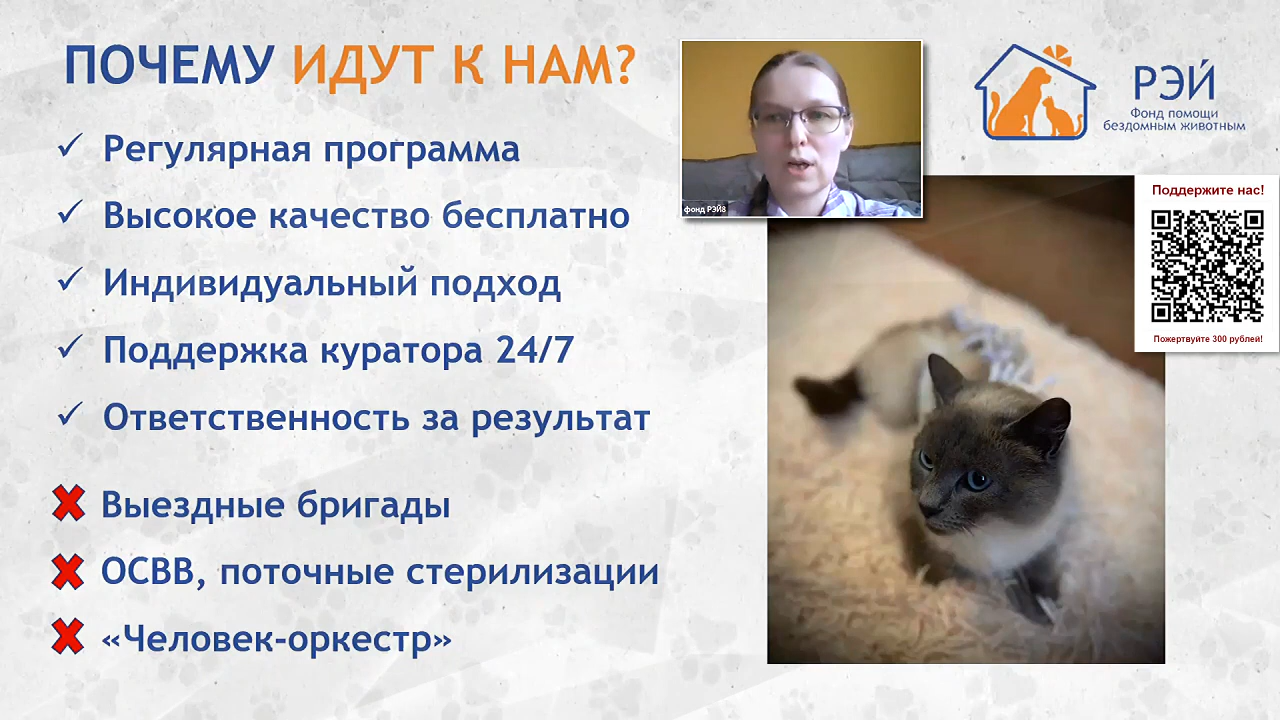 ПОЧЕМУ ИДУТ К НАМ?
Регулярная программа
Высокое качество бесплатно
Индивидуальный подход
Поддержка куратора 24/7
Ответственность за результат
Выездные бригады
ОСВВ, поточные стерилизации
«Человек-оркестр»
фонд РЭЙ8
РЭЙ
Фонд помощи
бездомным животным
Поддержите нас!
Пожертвуйте 300 рублей!